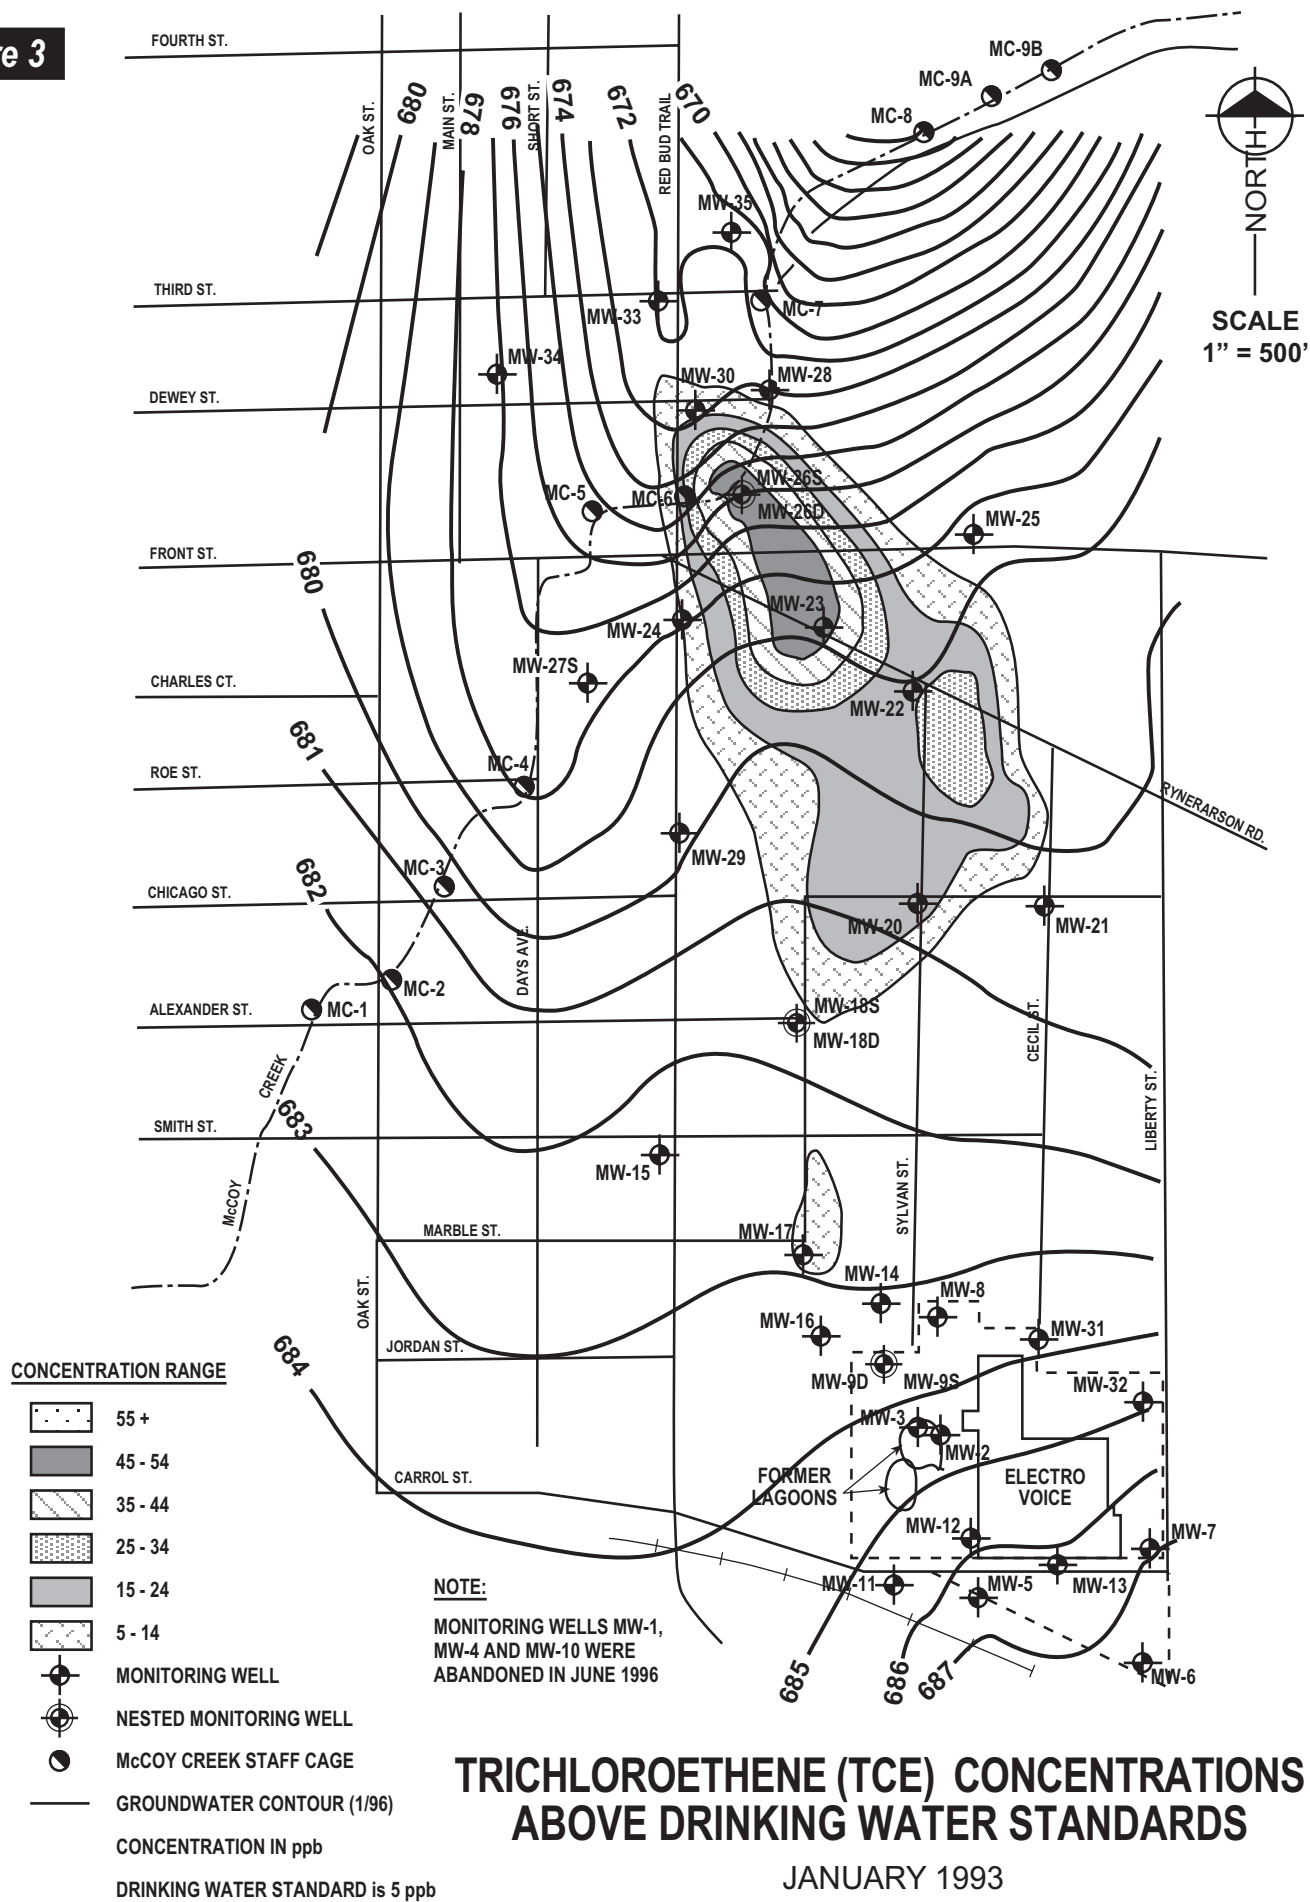 re 3
FOURTH ST.
OAK ST.
680
MAIN ST.
678
676
SHORT ST.
674
672
RED BUD TRAIL
670
MC-9B
MC-9A
MC-8
NORTH
SCALE
1” = 500’
MW-35
THIRD ST.
MW-33
MC-7
MW-34
DEWEY ST.
MW-30
MW-28
MC-5
MC-6
MW-26S
MW-26D
MW-25
FRONT ST.
680
MW-23
MW-24
MW-27S
CHARLES CT.
MW-22
681
ROE ST.
MC-4
RYNERARSON RD.
MW-29
MC-3
682
CHICAGO ST.
MW-20
MW-21
DAYS AVE.
MC-2
MC-1
ALEXANDER ST.
MW-18S
MW-18D
CECIL ST.
CREEK
McCOY
683
SMITH ST.
LIBERTY ST.
MW-15
SYLVAN ST.
MARBLE ST.
MW-17
MW-14
MW-8
OAK ST.
MW-16
MW-31
JORDAN ST.
684
MW-9D
MW-9S
MW-32
MW-3
MW-2
CARROL ST.
FORMER
LAGOONS
ELECTRO
VOICE
MW-12
MW-7
MW-11
MW-5
MW-13
MW-6
685
686
687
CONCENTRATION RANGE
55 +
45 - 54
35 - 44
25 - 34
15 - 24
5 - 14
MONITORING WELL
NESTED MONITORING WELL
McCOY CREEK STAFF CAGE
GROUNDWATER CONTOUR (1/96)
CONCENTRATION IN ppb
DRINKING WATER STANDARD is 5 ppb
NOTE:
MONITORING WELLS MW-1,
MW-4 AND MW-10 WERE
ABANDONED IN JUNE 1996
TRICHLOROETHENE (TCE) CONCENTRATIONS
ABOVE DRINKING WATER STANDARDS
JANUARY 1993